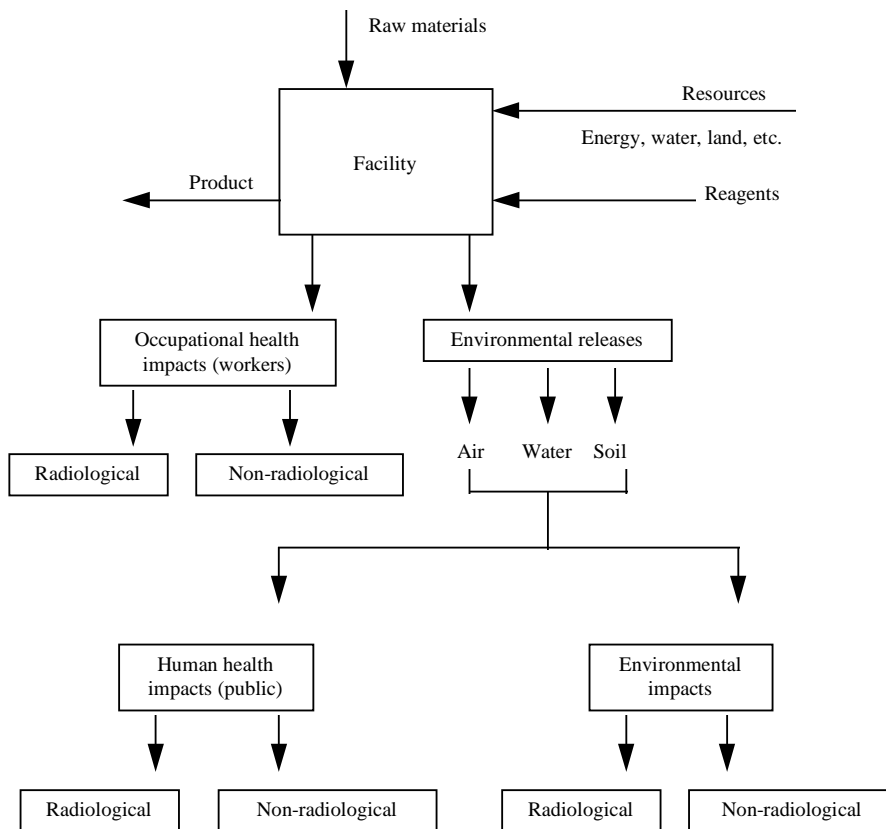 Raw materials
Resources
Energy, water, land, etc.
Facility
Product
Reagents
Occupational health
impacts (workers)
Environmental releases
Radiological
Non-radiological
Air
Water
Soil
Human health
impacts (public)
Environmental
impacts
Radiological
Non-radiological
Radiological
Non-radiological